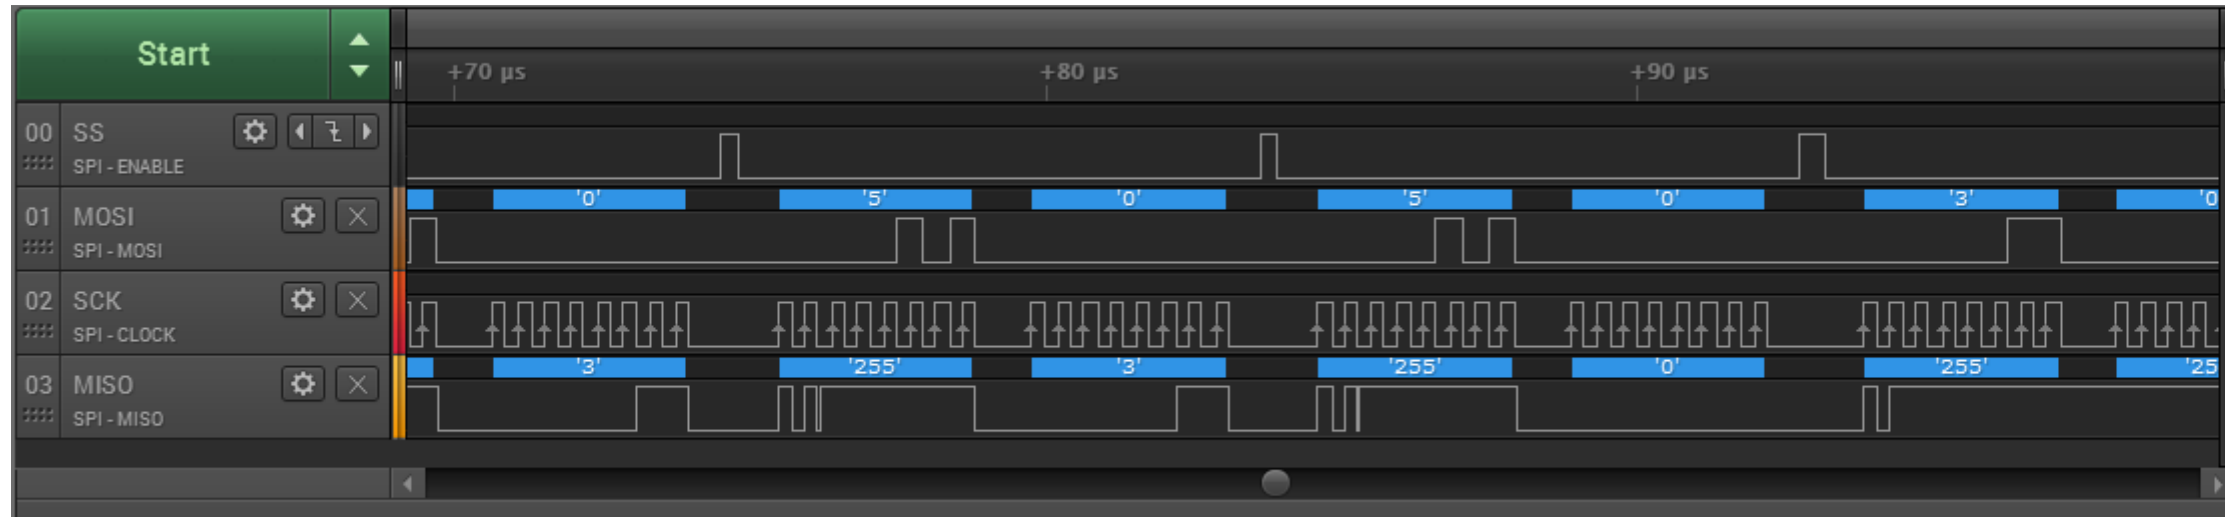 Start
+70 µs +80 µs +90 µs
00 SS
SPI - ENABLE
'0' '5' '0' '5' '0' '3' '0
01 MOSI
SPI - MOSI
02 SCK
SPI - CLOCK
'3' '255' '3' '255' '0' '255' '25
03 MISO
SPI - MISO